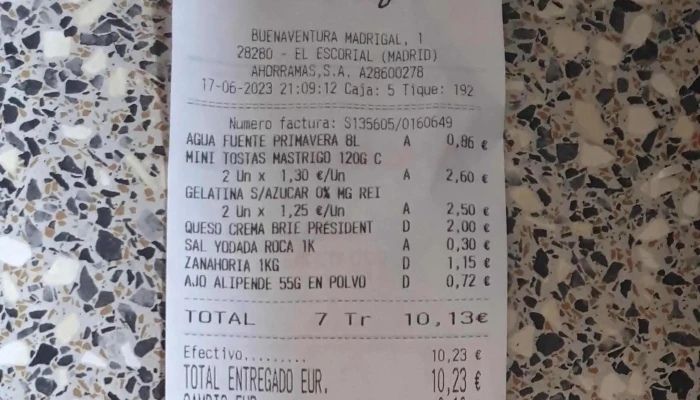 BUENAVENTURA MADRIGAL, 1
28280 - EL ESCORIAL (MADRID)
AHORRAMAS,S.A. A28600278
17-06-2023 21:09:12 Caja: 5 Tique: 192
Numero factura: S135605/0160649
AGUA FUENTE PRIMAVERA 8L A 0,86 €
MINI TOSTAS MASTRIGO 120G C
2 Un x 1,30 €/Un A 2,60 €
GELATINA S/AZUCAR 0% MG REI
2 Un x 1,25 €/Un A 2,50 €
QUESO CREMA BRIE PRESIDENT D 2,00 €
SAL YODADA ROCA 1K A 0,30 €
ZANAHORIA 1KG D 1,15 €
AJO ALIPENDE 55G EN POLVO D 0,72 €
TOTAL 7 Tr 10,13€
Efectivo......... 10,23 €
TOTAL ENTREGADO EUR, 10,23 €